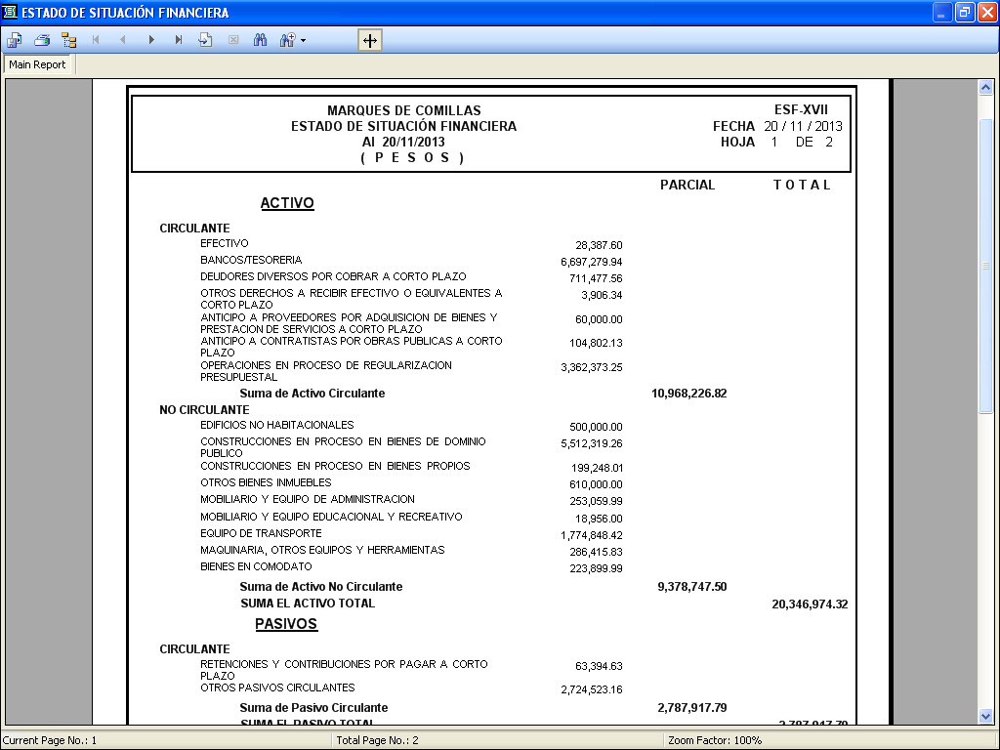 ESTADO DE SITUACIÓN FINANCIERA
Main Report
MARQUES DE COMILLAS
ESF-XVII
ESTADO DE SITUACIÓN FINANCIERA
FECHA 20 / 11 / 2013
Al 20/11/2013
HOJA 1 DE 2
( P E S O S )
PARCIAL T O T A L
ACTIVO
CIRCULANTE
EFECTIVO 28,387.60
BANCOS/TESORERIA 6,697,279.94
DEUDORES DIVERSOS POR COBRAR A CORTO PLAZO 711,477.56
OTROS DERECHOS A RECIBIR EFECTIVO O EQUIVALENTES A 3,906.34
CORTO PLAZO
ANTICIPO A PROVEEDORES POR ADQUISICION DE BIENES Y 60,000.00
PRESTACION DE SERVICIOS A CORTO PLAZO
ANTICIPO A CONTRATISTAS POR OBRAS PUBLICAS A CORTO 104,802.13
PLAZO
OPERACIONES EN PROCESO DE REGULARIZACION 3,362,373.25
PRESUPUESTAL
Suma de Activo Circulante 10,968,226.82
NO CIRCULANTE
EDIFICIOS NO HABITACIONALES 500,000.00
CONSTRUCCIONES EN PROCESO EN BIENES DE DOMINIO 5,512,319.26
PUBLICO
CONSTRUCCIONES EN PROCESO EN BIENES PROPIOS 199,248.01
OTROS BIENES INMUEBLES 610,000.00
MOBILIARIO Y EQUIPO DE ADMINISTRACION 253,059.99
MOBILIARIO Y EQUIPO EDUCACIONAL Y RECREATIVO 18,956.00
EQUIPO DE TRANSPORTE 1,774,848.42
MAQUINARIA, OTROS EQUIPOS Y HERRAMIENTAS 286,415.83
BIENES EN COMODATO 223,899.99
Suma de Activo No Circulante 9,378,747.50
SUMA EL ACTIVO TOTAL 20,346,974.32
PASIVOS
CIRCULANTE
RETENCIONES Y CONTRIBUCIONES POR PAGAR A CORTO 63,394.63
PLAZO
OTROS PASIVOS CIRCULANTES 2,724,523.16
Suma de Pasivo Circulante 2,787,917.79
SUMA EL PASIVO TOTAL 2,787,917.79
Current Page No.: 1 Total Page No.: 2 Zoom Factor: 100%